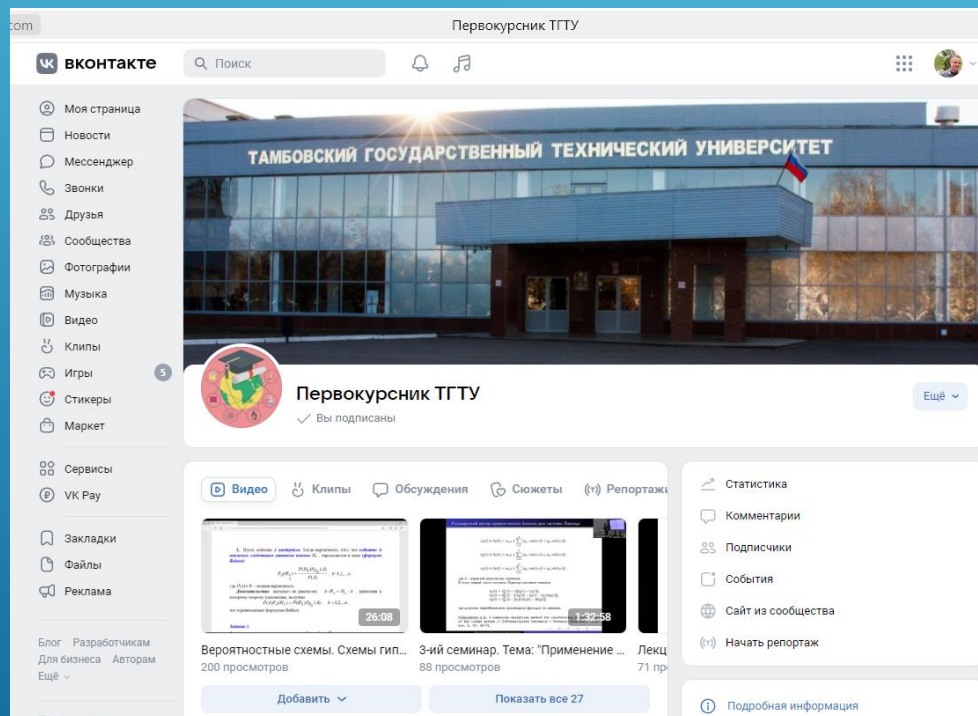 com
Первокурсник ТГТУ
вконтакте
Поиск
Моя страница
Новости
Мессенджер
Звонки
Друзья
Сообщества
Фотографии
Музыка
Видео
Клипы
Игры
5
Стикеры
Маркет
Сервисы
VK Pay
Закладки
Файлы
Реклама
Блог Разработчикам
Для бизнеса Авторам
Ещё
ТАМБОВСКИЙ ГОСУДАРСТВЕННЫЙ ТЕХНИЧЕСКИЙ УНИВЕРСИТЕТ
Первокурсник ТГТУ
Вы подписаны
Ещё
Видео Клипы Обсуждения Сюжеты Репортажи
26:08
1:32:58
Вероятностные схемы. Схемы гип...
200 просмотров
3-ий семинар. Тема: "Применение ...
88 просмотров
Лекц
71 пр
Добавить
Показать все 27
Статистика
Комментарии
Подписчики
События
Сайт из сообщества
Начать репортаж
Подробная информация